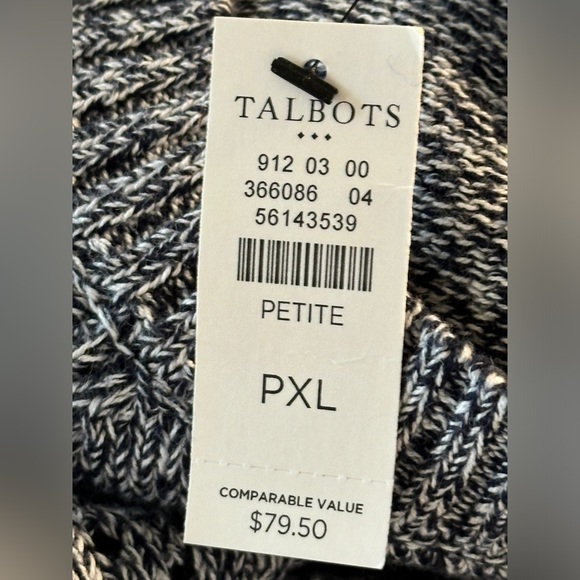 TALBOTS
912 03 00
366086 04
56143539
PETITE
PXL
COMPARABLE VALUE
$79.50